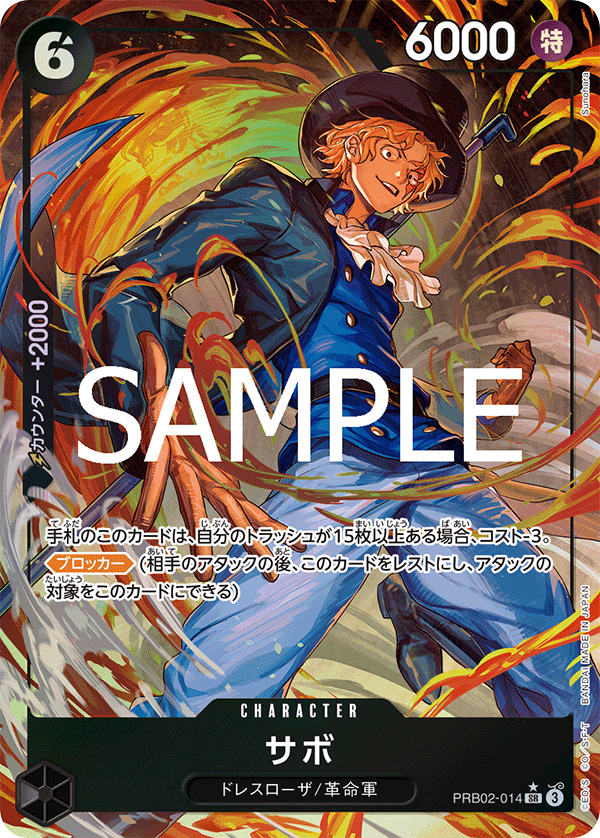 6
6000 特
Sunohara
カウンター +2000
SAMPLE
手札のこのカードは、自分のトラッシュが15枚以上ある場合、コスト-3。
ブロッカー (相手のアタックの後、このカードをレストにし、アタックの
対象をこのカードにできる)
©E.O/S. ©O./S.・F・T BANDAI MADE IN JAPAN
CHARACTER
サボ
ドレスローザ/革命軍
PRB02-014 SR 3